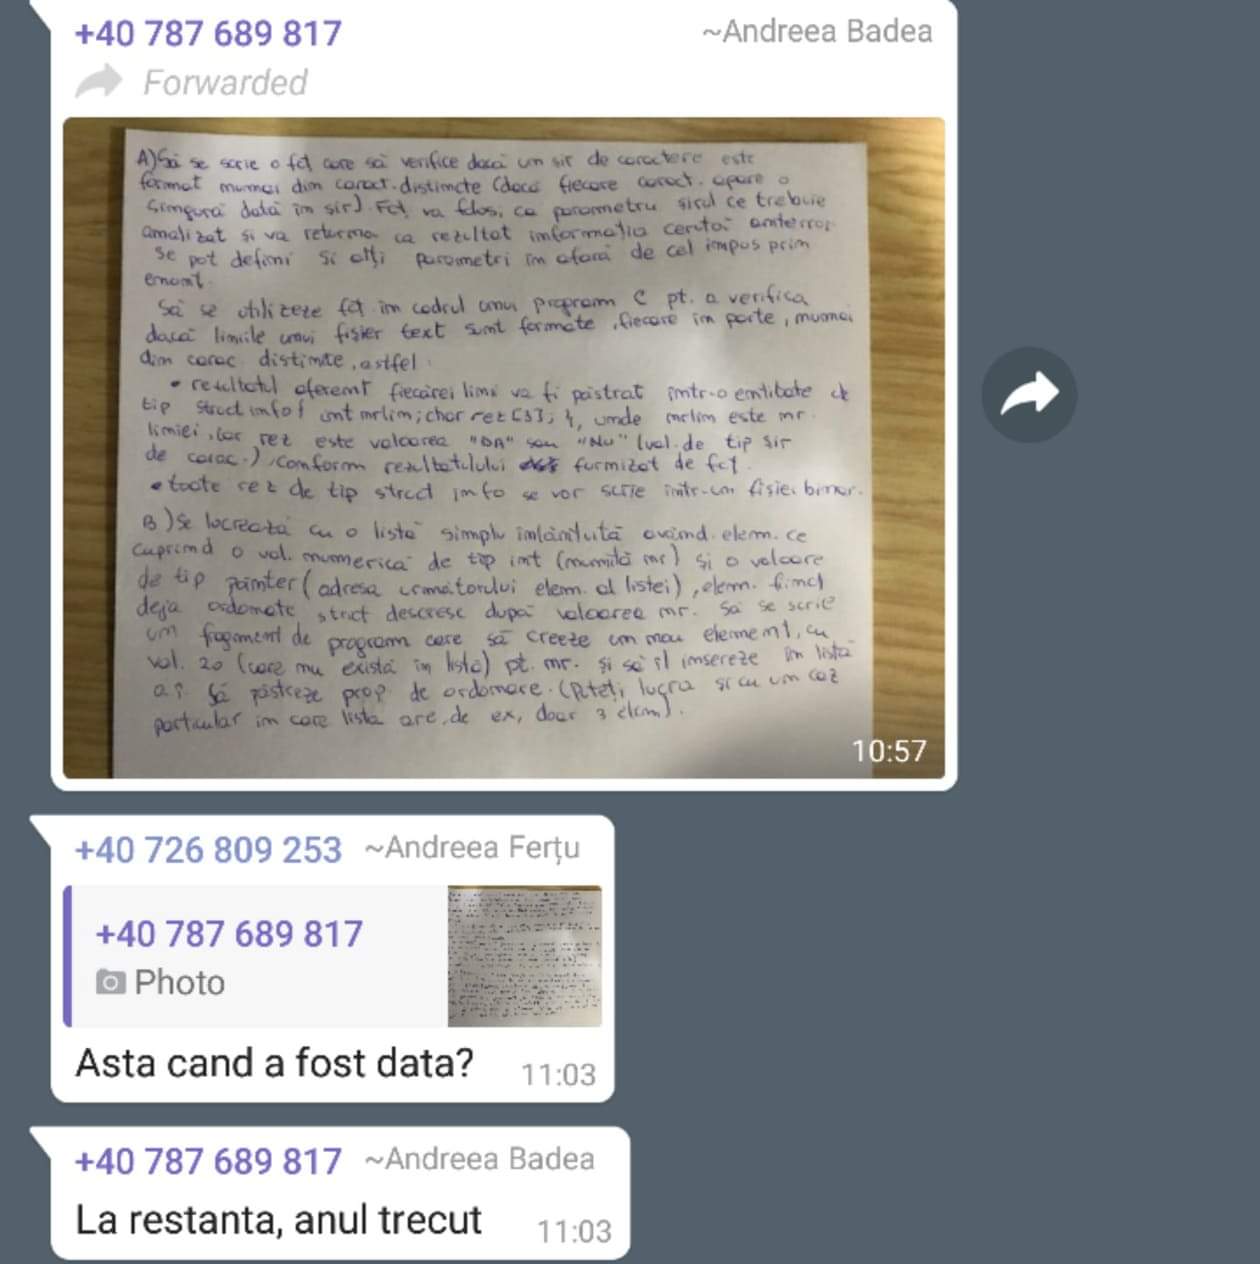 +40 787 689 817 ~Andreea Badea
Forwarded
A) Să se scrie o fct care să verifice dacă un sir de caractere este
format numai din caract. distincte (dacă fiecare caract. apare o
singură dată în sir). Fct va folosi ca parametru sirul ce trebuie
analizat si va returna ca rezultat informatia cerută anterior
Se pot defini si alti parametri în afară de cel impus prin
enunt.
Să se utilizeze fct în cadrul unui program C pt. a verifica
dacă liniile unui fisier text sunt formate, fiecare în parte, numai
din carac distincte, astfel:
• rezultatul aferent fiecărei linii va fi păstrat într-o entitate de
tip struct info { int nrlin; char rez[3]; }, unde nrlin este nr.
liniei, iar rez este valoarea "DA" sau "NU" (val. de tip sir
de carac.), conform rezultatului furnizat de fct.
• toate rez de tip struct info se vor scrie într-un fisier binar.
B) Se lucrează cu o listă simplu înlănțuită având elem. ce
cuprind o val. numerică de tip int (numită nr) și o valoare
de tip pointer (adresa următorului elem. al listei), elem. fiind
deja ordonate strict descresc după valoarea nr. Să se scrie
un fragment de program care să creeze un nou element, cu
val. 20 (care nu există în listă) pt. nr. și să îl insereze în listă
a.î. să păstreze prop de ordonare. (Puteți lucra și cu un caz
particular în care lista are, de ex, doar 3 elem).
10:57
+40 726 809 253 ~Andreea Ferțu
+40 787 689 817
Photo
Asta cand a fost data? 11:03
+40 787 689 817 ~Andreea Badea
La restanta, anul trecut 11:03